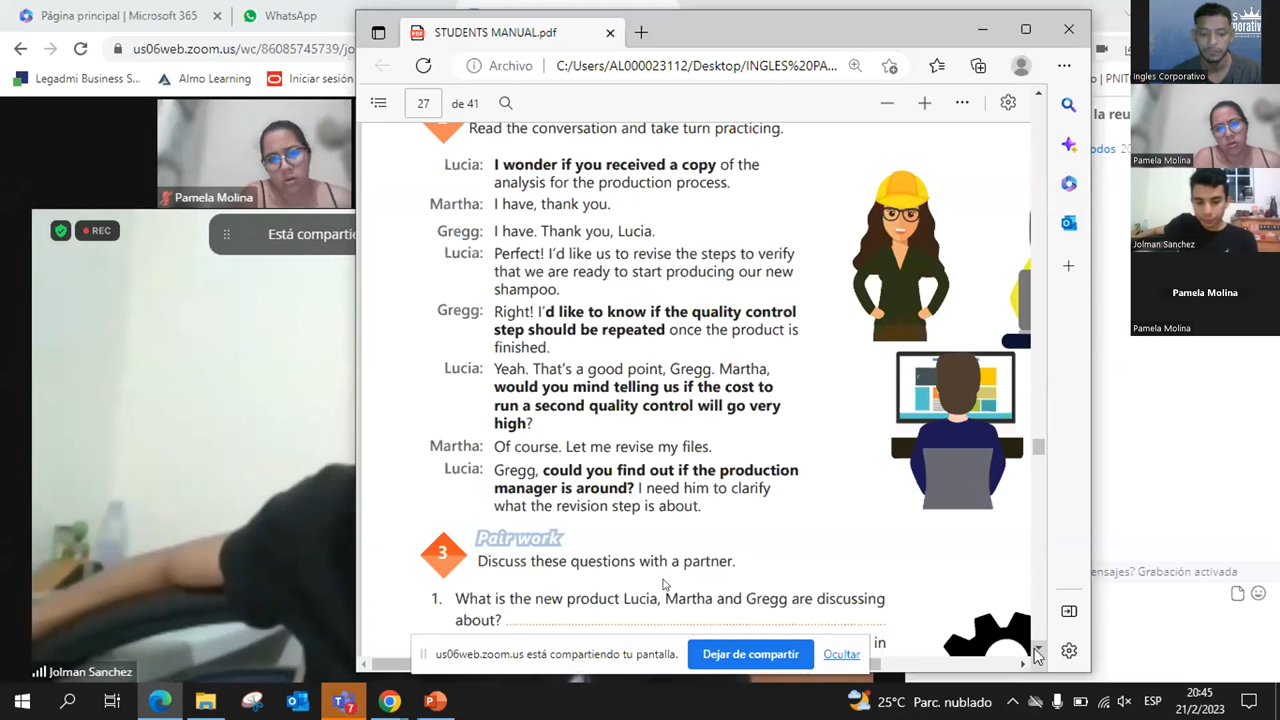 Página principal | Microsoft 365
WhatsApp
us06web.zoom.us/wc/86085745739/jo
Legadmi Business S...
Almo Learning
Iniciar sesión
STUDENTS MANUAL.pdf
Archivo
C:/Users/AL000023112/Desktop/INGLES%20PA...
27 de 41
Read the conversation and take turn practicing.
Lucia: I wonder if you received a copy of the
analysis for the production process.
Martha: I have, thank you.
Gregg: I have. Thank you, Lucia.
Lucia: Perfect! I'd like us to revise the steps to verify
that we are ready to start producing our new
shampoo.
Gregg: Right! I'd like to know if the quality control
step should be repeated once the product is
finished.
Lucia: Yeah. That's a good point, Gregg. Martha,
would you mind telling us if the cost to
run a second quality control will go very
high?
Martha: Of course. Let me revise my files.
Lucia: Gregg, could you find out if the production
manager is around? I need him to clarify
what the revision step is about.
3
Pair work
Discuss these questions with a partner.
1. What is the new product Lucia, Martha and Gregg are discussing
about?
in
us06web.zoom.us está compartiendo tu pantalla.
Dejar de compartir
Ocultar
Pamela Molina
REC
Está compartie
Jolman Sanchez
Ingles Corporativo
Pamela Molina
Jolman Sanchez
Pamela Molina
Pamela Molina
PNIT
la reu
odos
ensajes? Grabación activada
7
25°C Parc. nublado
ESP
20:45
21/2/2023